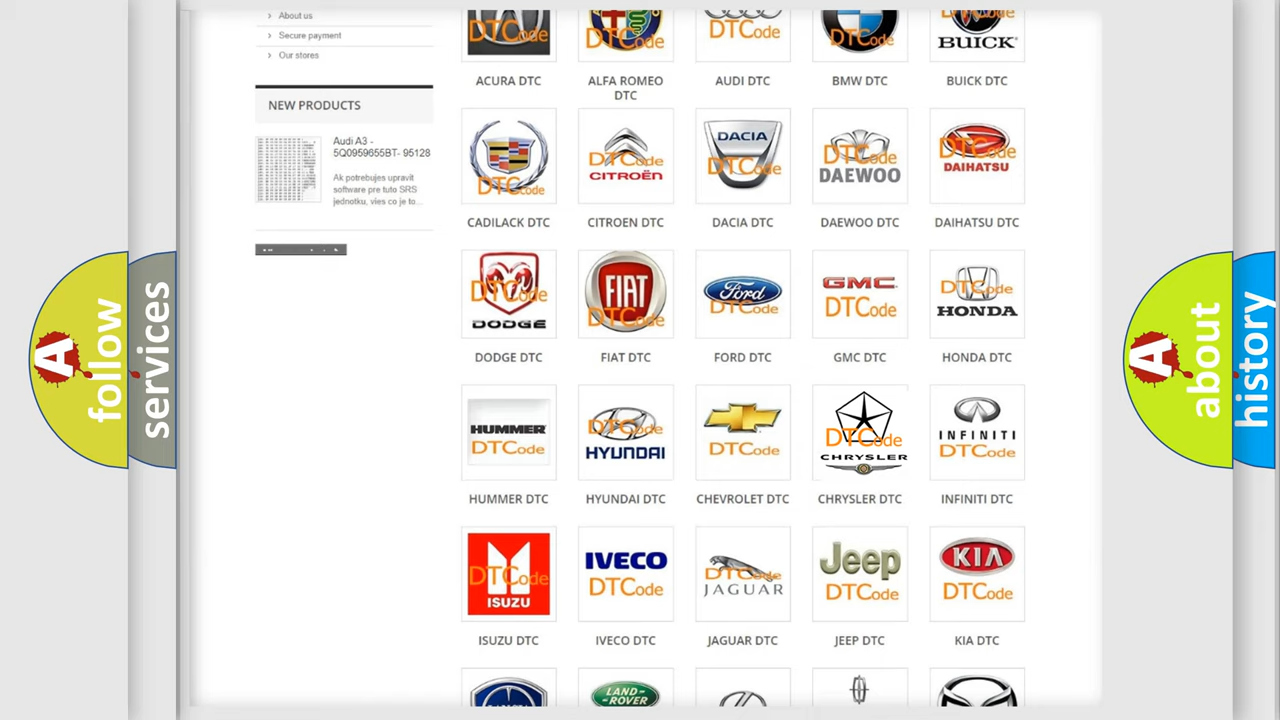 About us
Secure payment
Our stores
NEW PRODUCTS
Audi A3 -
5Q0959655BT- 95128
Ak potrebujes upravit
software pre tuto SRS
jednotku, vies co je to...
follow
services
about
history
DTCode
DTCode
DTCode
DTCode
BUICK
ACURA DTC
ALFA ROMEO
DTC
AUDI DTC
BMW DTC
BUICK DTC
DTCode
DTCode
CITROËN
DACIA
DTCode
DTCode
DAEWOO
DTCode
DAIHATSU
CADILACK DTC
CITROEN DTC
DACIA DTC
DAEWOO DTC
DAIHATSU DTC
DTCode
DODGE
FIAT
DTCode
Ford
DTCode
GMC
DTCode
DTCode
HONDA
DODGE DTC
FIAT DTC
FORD DTC
GMC DTC
HONDA DTC
HUMMER
DTCode
DTCode
HYUNDAI
DTCode
DTCode
CHRYSLER
INFINITI
DTCode
HUMMER DTC
HYUNDAI DTC
CHEVROLET DTC
CHRYSLER DTC
INFINITI DTC
DTCode
ISUZU
IVECO
DTCode
DTCode
JAGUAR
Jeep
DTCode
KIA
DTCode
ISUZU DTC
IVECO DTC
JAGUAR DTC
JEEP DTC
KIA DTC
LAND-
ROVER